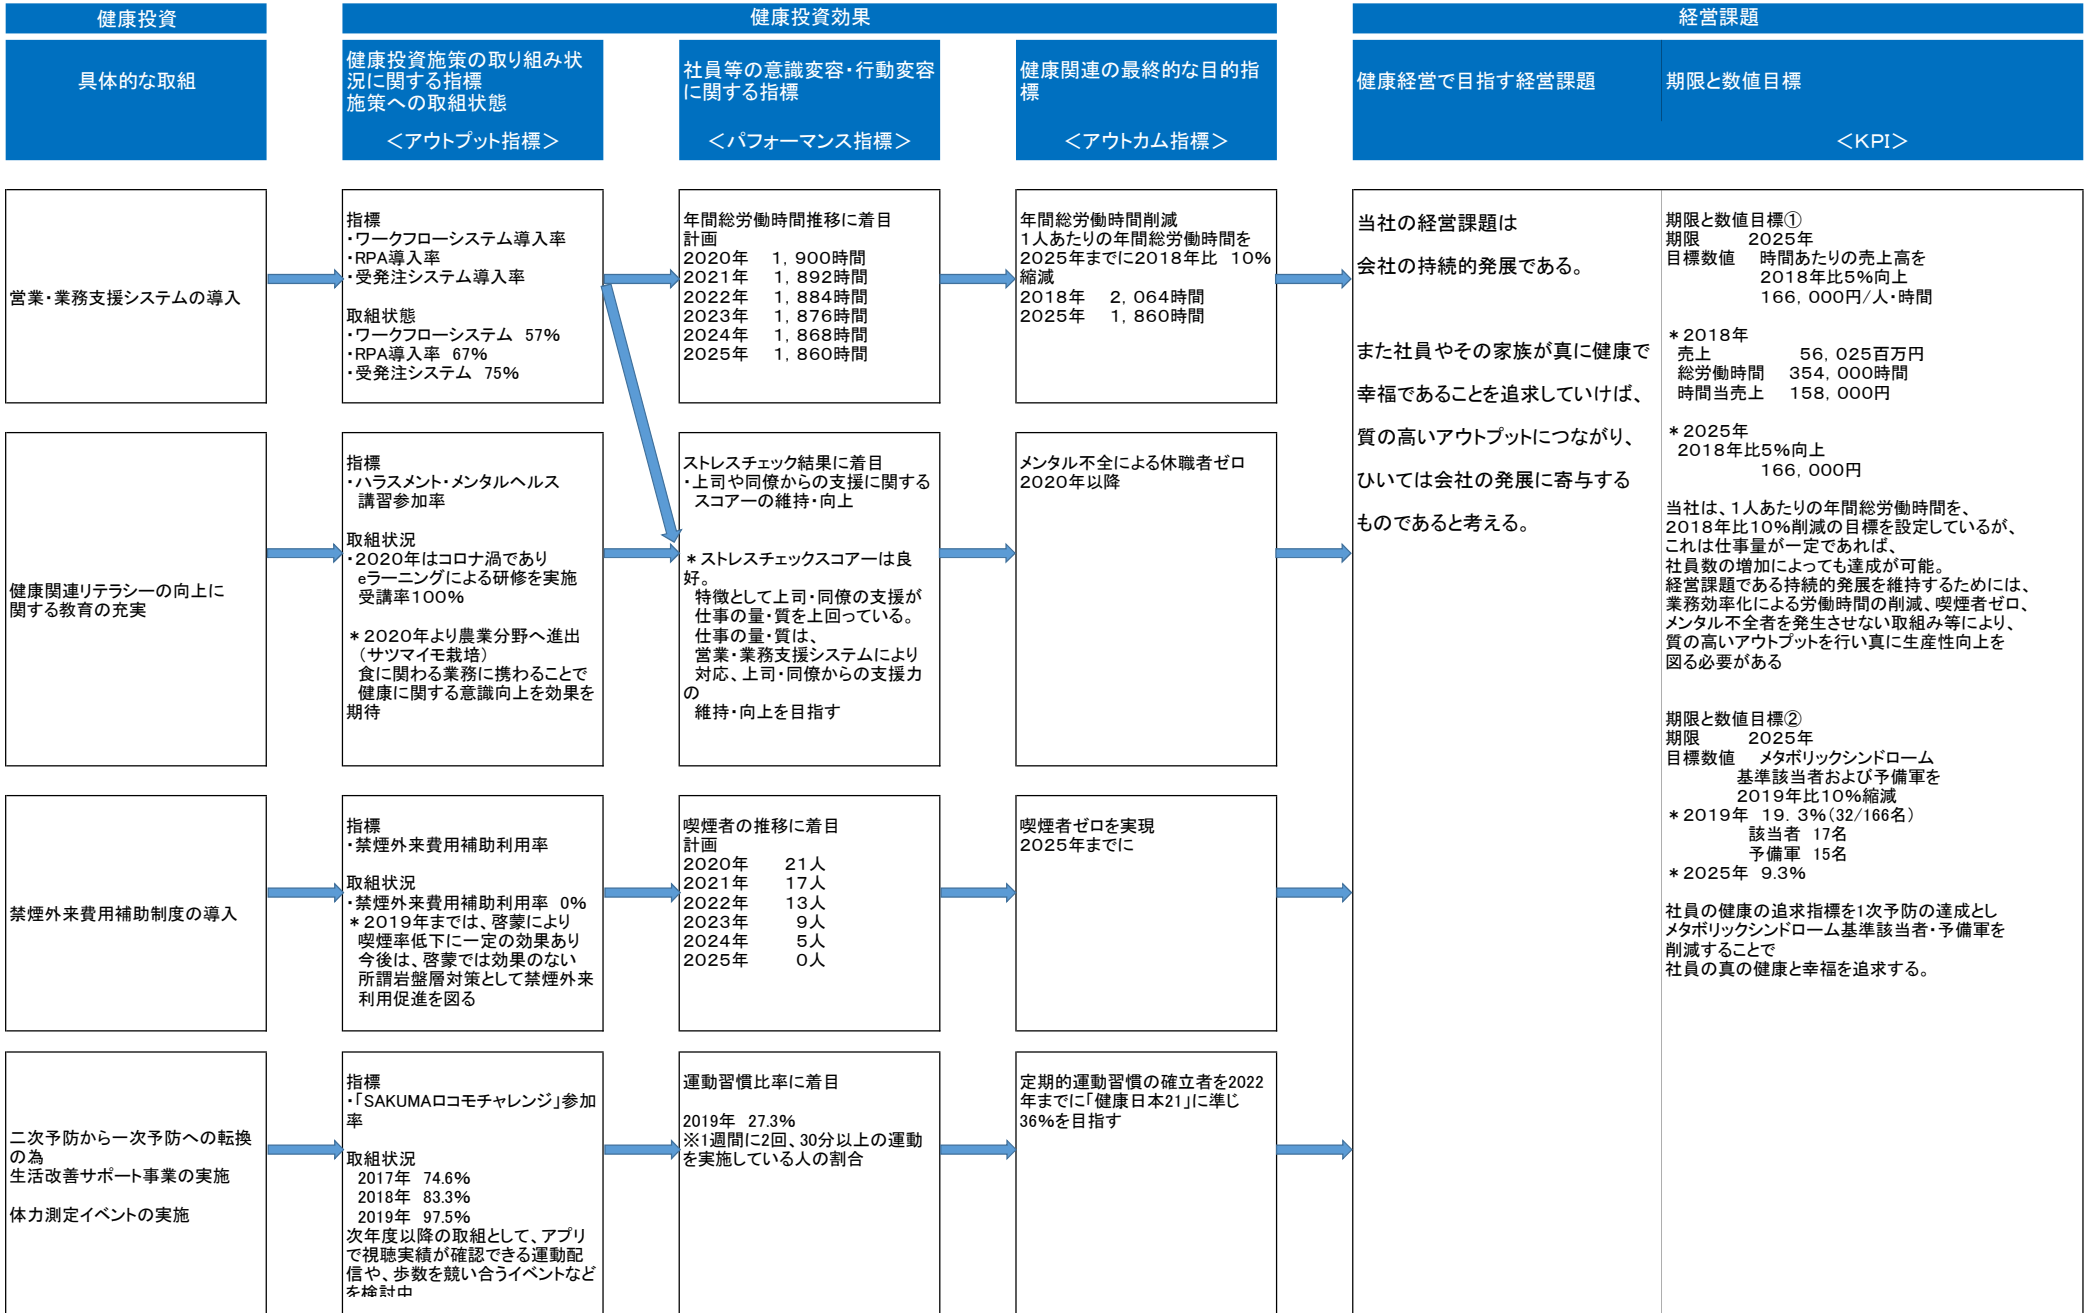 健康投資
健康投資効果
経営課題
具体的な取組
健康投資施策の取り組み状
況に関する指標
施策への取組状態
＜アウトプット指標＞
社員等の意識変容・行動変容
に関する指標
＜パフォーマンス指標＞
健康関連の最終的な目的指
標
＜アウトカム指標＞
健康経営で目指す経営課題
期限と数値目標
＜KPI＞
営業・業務支援システムの導入
指標
・ワークフローシステム導入率
・RPA導入率
・受発注システム導入率
取組状態
・ワークフローシステム 57%
・RPA導入率 67%
・受発注システム 75%
年間総労働時間推移に着目
計画
2020年 1，900時間
2021年 1，892時間
2022年 1，884時間
2023年 1，876時間
2024年 1，868時間
2025年 1，860時間
年間総労働時間削減
1人あたりの年間総労働時間を
2025年までに2018年比 10%
縮減
2018年 2，064時間
2025年 1，860時間
健康関連リテラシーの向上に
関する教育の充実
指標
・ハラスメント・メンタルヘルス
講習参加率
取組状況
・2020年はコロナ渦であり
eラーニングによる研修を実施
受講率100%
＊2020年より農業分野へ進出
（サツマイモ栽培）
食に関わる業務に携わることで
健康に関する意識向上を効果を
期待
ストレスチェック結果に着目
・上司や同僚からの支援に関する
スコアーの維持・向上
＊ストレスチェックスコアーは良
好。
特徴として上司・同僚の支援が
仕事の量・質を上回っている。
仕事の量・質は、
営業・業務支援システムにより
対応、上司・同僚からの支援力
の
維持・向上を目指す
メンタル不全による休職者ゼロ
2020年以降
禁煙外来費用補助制度の導入
指標
・禁煙外来費用補助利用率
取組状況
・禁煙外来費用補助利用率 0%
＊2019年までは、啓蒙により
喫煙率低下に一定の効果あり
今後は、啓蒙では効果のない
所謂岩盤層対策として禁煙外来
利用促進を図る
喫煙者の推移に着目
計画
2020年 21人
2021年 17人
2022年 13人
2023年 9人
2024年 5人
2025年 0人
喫煙者ゼロを実現
2025年までに
二次予防から一次予防への転換
の為
生活改善サポート事業の実施
体力測定イベントの実施
指標
・「SAKUMAロコモチャレンジ」参加
率
取組状況
2017年 74.6%
2018年 83.3%
2019年 97.5%
次年度以降の取組として、アプリ
で視聴実績が確認できる運動配
信や、歩数を競い合うイベントなど
を検討中
運動習慣比率に着目
2019年 27.3%
※1週間に2回、30分以上の運動
を実施している人の割合
定期的運動習慣の確立者を2022
年までに「健康日本21」に準じ
36%を目指す
当社の経営課題は
会社の持続的発展である。
また社員やその家族が真に健康で
幸福であることを追求していけば、
質の高いアウトプットにつながり、
ひいては会社の発展に寄与する
ものであると考える。
期限と数値目標①
期限 2025年
目標数値 時間あたりの売上高を
2018年比5%向上
166，000円/人・時間
＊2018年
売上 56，025百万円
総労働時間 354，000時間
時間当売上 158，000円
＊2025年
2018年比5%向上
166，000円
当社は、1人あたりの年間総労働時間を、
2018年比10%削減の目標を設定しているが、
これは仕事量が一定であれば、
社員数の増加によっても達成が可能。
経営課題である持続的発展を維持するためには、
業務効率化による労働時間の削減、喫煙者ゼロ、
メンタル不全者を発生させない取組み等により、
質の高いアウトプットを行い真に生産性向上を
図る必要がある
期限と数値目標②
期限 2025年
目標数値 メタボリックシンドローム
基準該当者および予備軍を
2019年比10%縮減
＊2019年 19．3%（32/166名）
該当者 17名
予備軍 15名
＊2025年 9.3%
社員の健康の追求指標を1次予防の達成とし
メタボリックシンドローム基準該当者・予備軍を
削減することで
社員の真の健康と幸福を追求する。